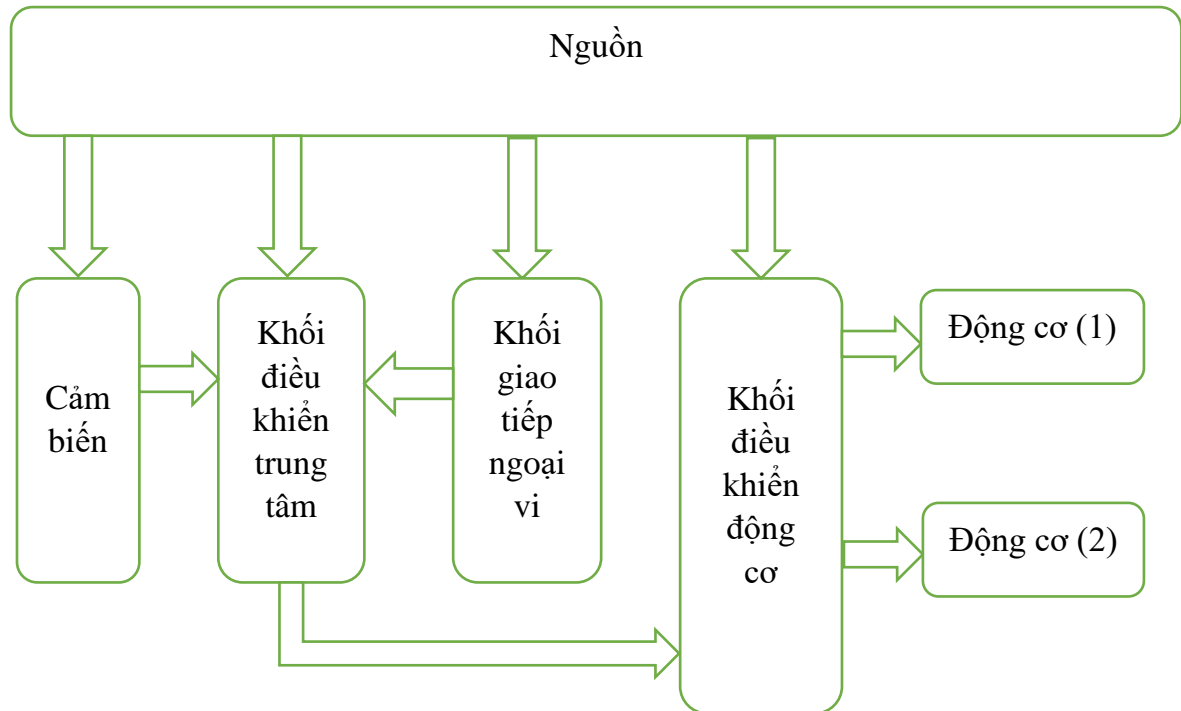 Nguồn
Cảm
biến
Khối
điều
khiển
trung
tâm
Khối
giao
tiếp
ngoại
vi
Khối
điều
khiển
động
cơ
Động cơ (1)
Động cơ (2)